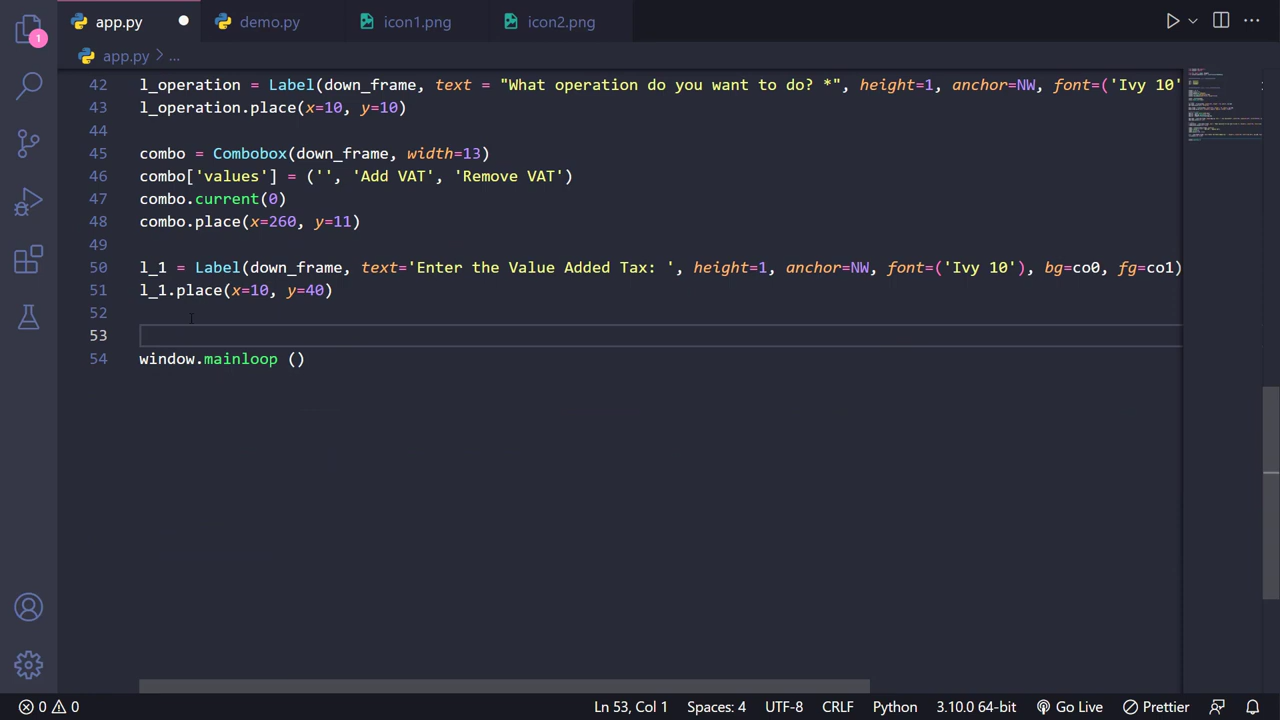 app.py
demo.py
icon1.png
icon2.png
app.py > ...
42 l_operation = Label(down_frame, text = "What operation do you want to do? *", height=1, anchor=NW, font=('Ivy 10'
43 l_operation.place(x=10, y=10)
44
45 combo = Combobox(down_frame, width=13)
46 combo['values'] = ('', 'Add VAT', 'Remove VAT')
47 combo.current(0)
48 combo.place(x=260, y=11)
49
50 l_1 = Label(down_frame, text='Enter the Value Added Tax: ', height=1, anchor=NW, font=('Ivy 10'), bg=co0, fg=co1)
51 l_1.place(x=10, y=40)
52
53
54 window.mainloop ()
1
0 0 Ln 53, Col 1 Spaces: 4 UTF-8 CRLF Python 3.10.0 64-bit Go Live Prettier